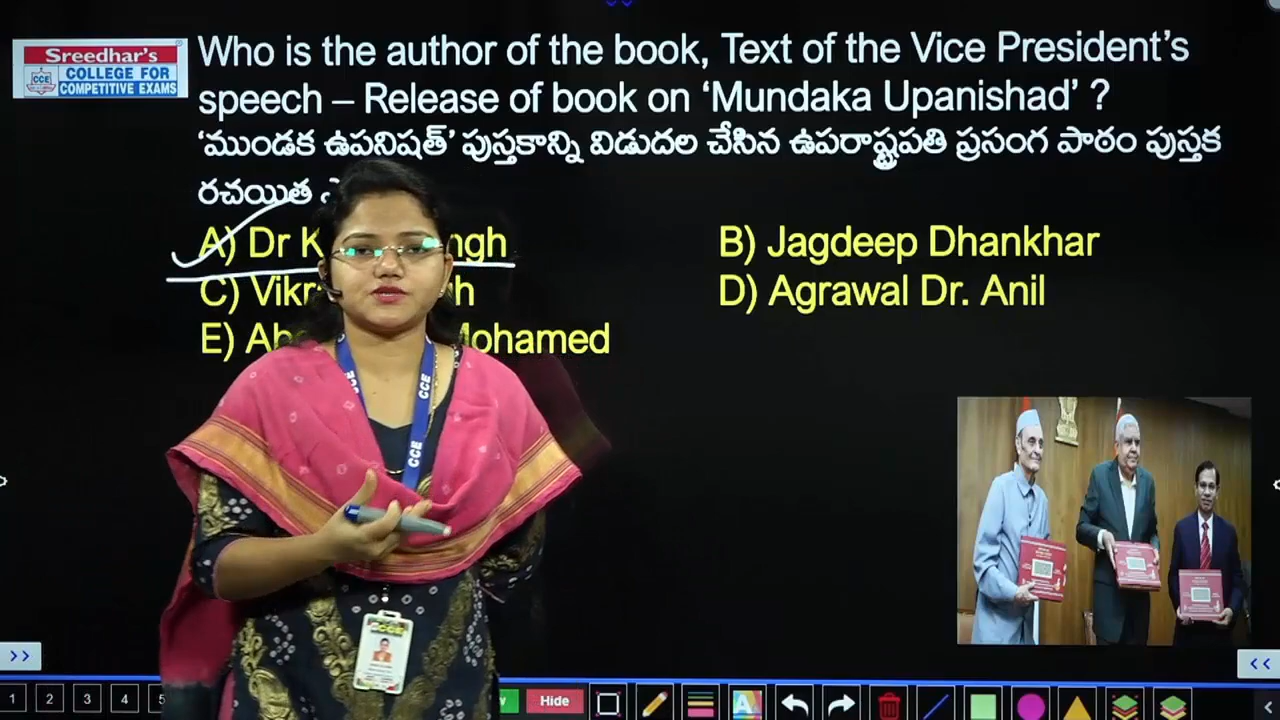 Sreedhar's
CCE
COLLEGE FOR
COMPETITIVE EXAMS
Who is the author of the book, Text of the Vice President's
speech – Release of book on 'Mundaka Upanishad' ?
'ముండక ఉపనిషత్' పుస్తకాన్ని విడుదల చేసిన ఉపరాష్ట్రపతి ప్రసంగ పాఠం పుస్తక
రచయిత
A) Dr
B) Jagdeep Dhankhar
C)
D) Agrawal Dr. Anil
E) Mohamed
CCE
CCE
CCE
>>
<<
1 2 3 4 5
Hide
A